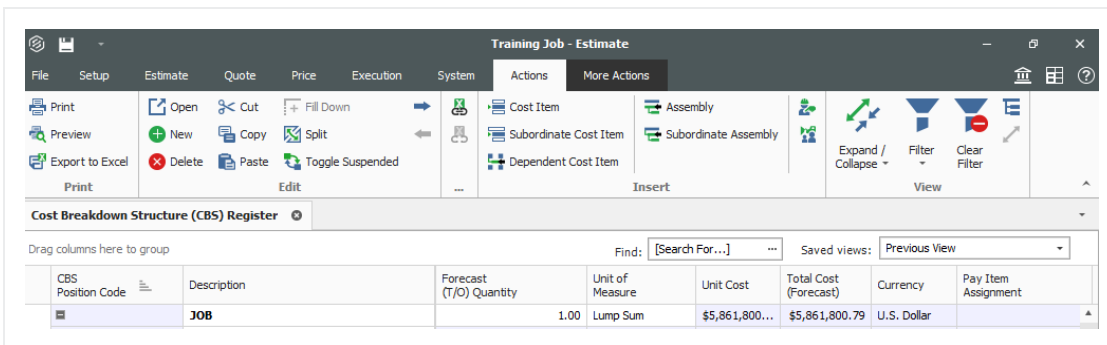 Training Job - Estimate
File Setup Estimate Quote Price Execution System Actions More Actions
Print Open Cut Fill Down Cost Item Assembly
Preview New Copy Split Subordinate Cost Item Subordinate Assembly
Export to Excel Delete Paste Toggle Suspended Dependent Cost Item
Expand / Collapse Filter Clear Filter
Print Edit ... Insert View
Cost Breakdown Structure (CBS) Register
Drag columns here to group Find: [Search For...] ... Saved views: Previous View
CBS Position Code Description Forecast (T/O) Quantity Unit of Measure Unit Cost Total Cost (Forecast) Currency Pay Item Assignment
JOB 1.00 Lump Sum $5,861,800... $5,861,800.79 U.S. Dollar